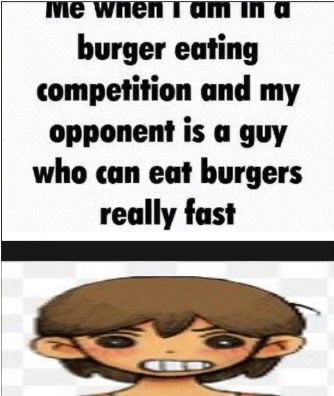 Me when I am in a
burger eating
competition and my
opponent is a guy
who can eat burgers
really fast